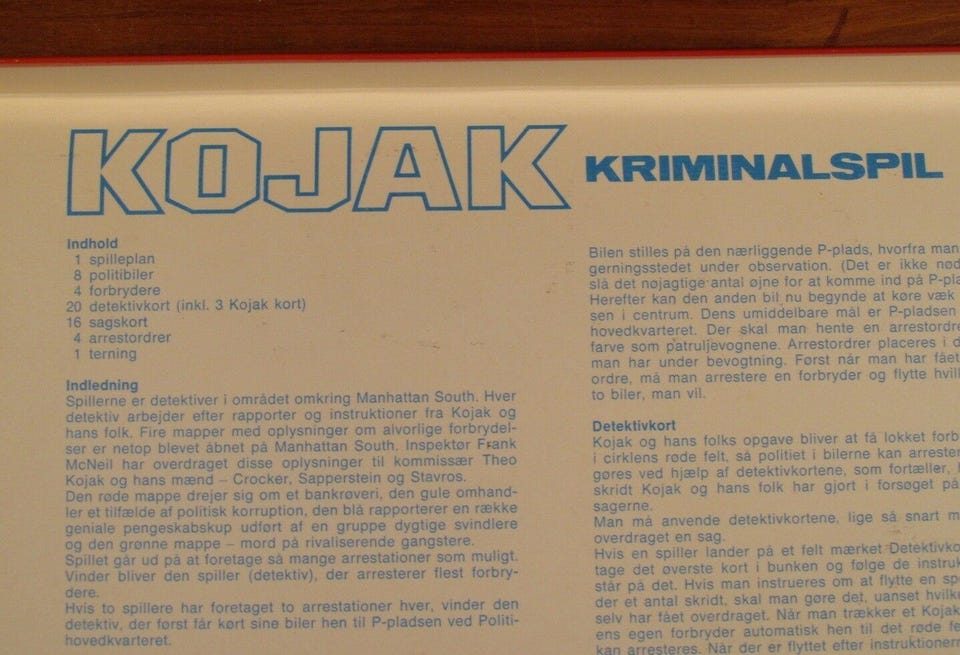 KOJAK KRIMINALSPIL
Indhold
1 spilleplan
8 politibiler
4 forbrydere
20 detektivkort (inkl. 3 Kojak kort)
16 sagskort
4 arrestordrer
1 terning
Indledning
Spillerne er detektiver i området omkring Manhattan South. Hver
detektiv arbejder efter rapporter og instruktioner fra Kojak og
hans folk. Fire mapper med oplysninger om alvorlige forbrydel-
ser er netop blevet åbnet på Manhattan South. Inspektør Frank
McNeil har overdraget disse oplysninger til kommissær Theo
Kojak og hans mænd – Crocker, Sapperstein og Stavros.
Den røde mappe drejer sig om et bankrøveri, den gule omhand-
ler et tilfælde af politisk korruption, den blå rapporterer en række
geniale pengeskabskup udført af en gruppe dygtige svindlere
og den grønne mappe – mord på rivaliserende gangstere.
Spillet går ud på at foretage så mange arrestationer som muligt.
Vinder bliver den spiller (detektiv), der arresterer flest forbry-
dere.
Hvis to spillere har foretaget to arrestationer hver, vinder den
detektiv, der først får kørt sine biler hen til P-pladsen ved Politi-
hovedkvarteret.
Bilen stilles på den nærliggende P-plads, hvorfra man
gerningsstedet under observation. (Det er ikke
slå det nøjagtige antal øjne for at komme ind på
Herefter kan den anden bil nu begynde at køre væk
sen i centrum. Dens umiddelbare mål er P-pladsen
hovedkvarteret. Der skal man hente en
farve som patruljevognene. Arrestordrer placeres i
man har under bevogtning. Først når man har fået
ordre, må man arrestere en forbryder og flytte
to biler, man vil.
Detektivkort
Kojak og hans folks opgave bliver at få lokket
i cirklens røde felt, så politiet i bilerne kan
gøres ved hjælp af detektivkortene, som fortæller,
skridt Kojak og hans folk har gjort i forsøget på
sagerne.
Man må anvende detektivkortene, lige så snart
overdraget en sag.
Hvis en spiller lander på et felt mærket
tage det øverste kort i bunken og følge de
står på det. Hvis man instrueres om at flytte en
der et antal skridt, skal man gøre det, uanset
selv har fået overdraget. Når man trækker et Kojak
ens egen forbryder automatisk hen til det røde
kan arresteres. Når der er flyttet efter